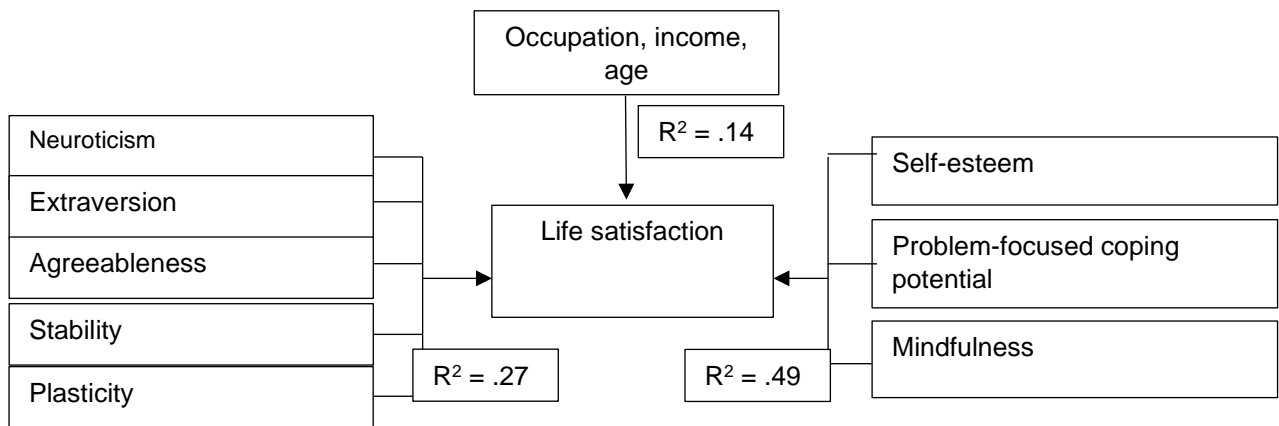 Occupation, income,
age
R² = .14
Neuroticism
Extraversion
Agreeableness
Stability
Plasticity
Life satisfaction
R² = .27
R² = .49
Self-esteem
Problem-focused coping
potential
Mindfulness